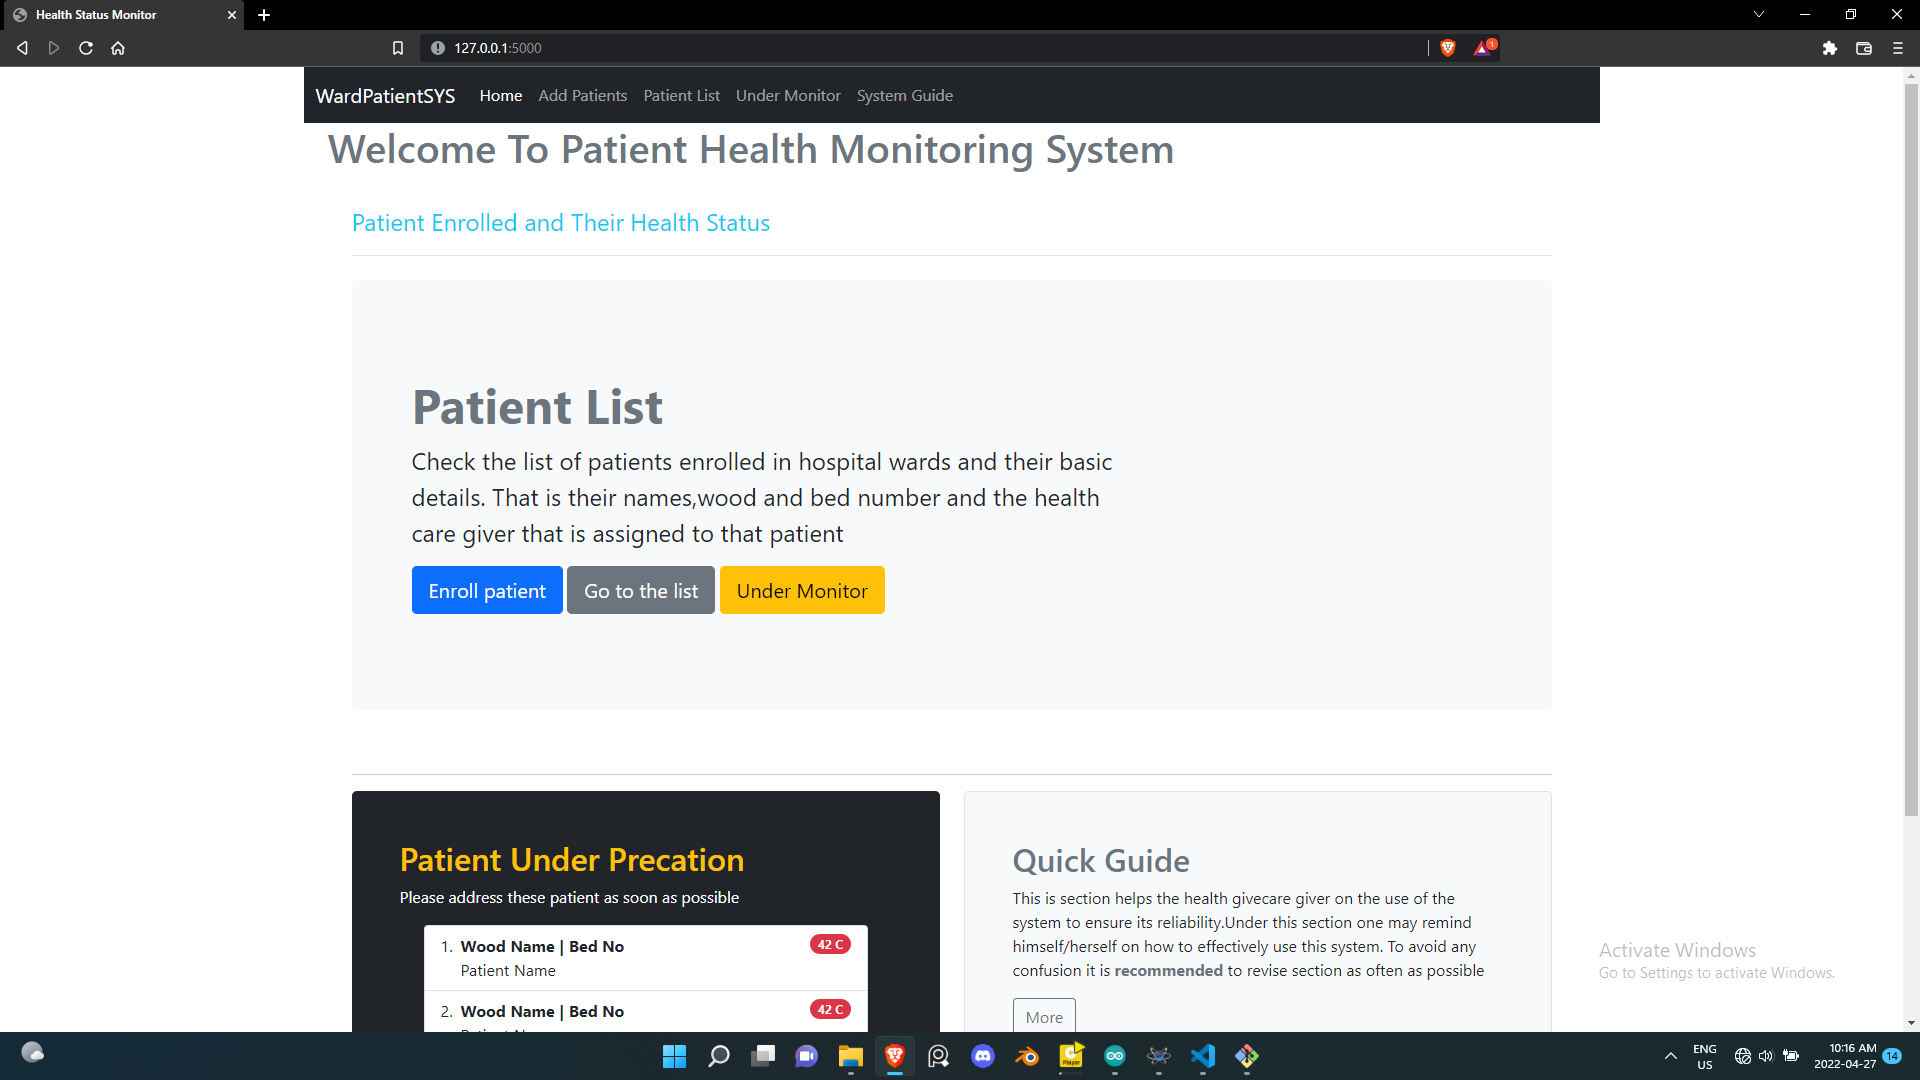 Health Status Monitor
127.0.0.1:5000
1
WardPatientSYS Home Add Patients Patient List Under Monitor System Guide
Welcome To Patient Health Monitoring System
Patient Enrolled and Their Health Status
Patient List
Check the list of patients enrolled in hospital wards and their basic
details. That is their names,wood and bed number and the health
care giver that is assigned to that patient
Enroll patient Go to the list Under Monitor
Patient Under Precation
Please address these patient as soon as possible
1. Wood Name | Bed No 42 C
Patient Name
2. Wood Name | Bed No 42 C
Quick Guide
This is section helps the health givecare giver on the use of the
system to ensure its reliability.Under this section one may remind
himself/herself on how to effectively use this system. To avoid any
confusion it is recommended to revise section as often as possible
More
Activate Windows
Go to Settings to activate Windows.
Player
ENG
US
10:16 AM
2022-04-27
14